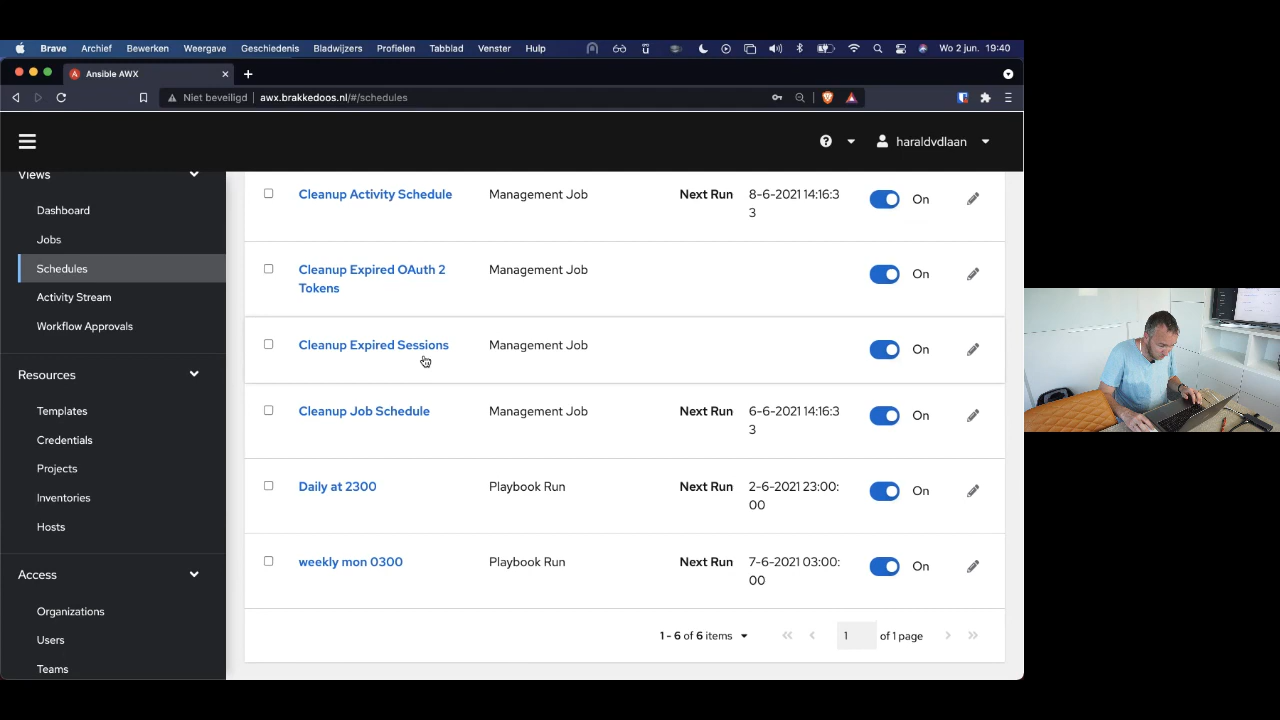 Brave Archief Bewerken Weergave Geschiedenis Bladwijzers Profielen Tabblad Venster Hulp Wo 2 jun. 19:40
Ansible AWX
Niet beveiligd awx.brakkedoos.nl/#/schedules
haraldvdlaan
Views
Dashboard
Jobs
Schedules
Activity Stream
Workflow Approvals
Resources
Templates
Credentials
Projects
Inventories
Hosts
Access
Organizations
Users
Teams
Cleanup Activity Schedule Management Job Next Run 8-6-2021 14:16:3 On
3
Cleanup Expired OAuth 2 Management Job On
Tokens
Cleanup Expired Sessions Management Job On
Cleanup Job Schedule Management Job Next Run 6-6-2021 14:16:3 On
3
Daily at 2300 Playbook Run Next Run 2-6-2021 23:00: On
00
weekly mon 0300 Playbook Run Next Run 7-6-2021 03:00: On
00
1 - 6 of 6 items 1 of 1 page